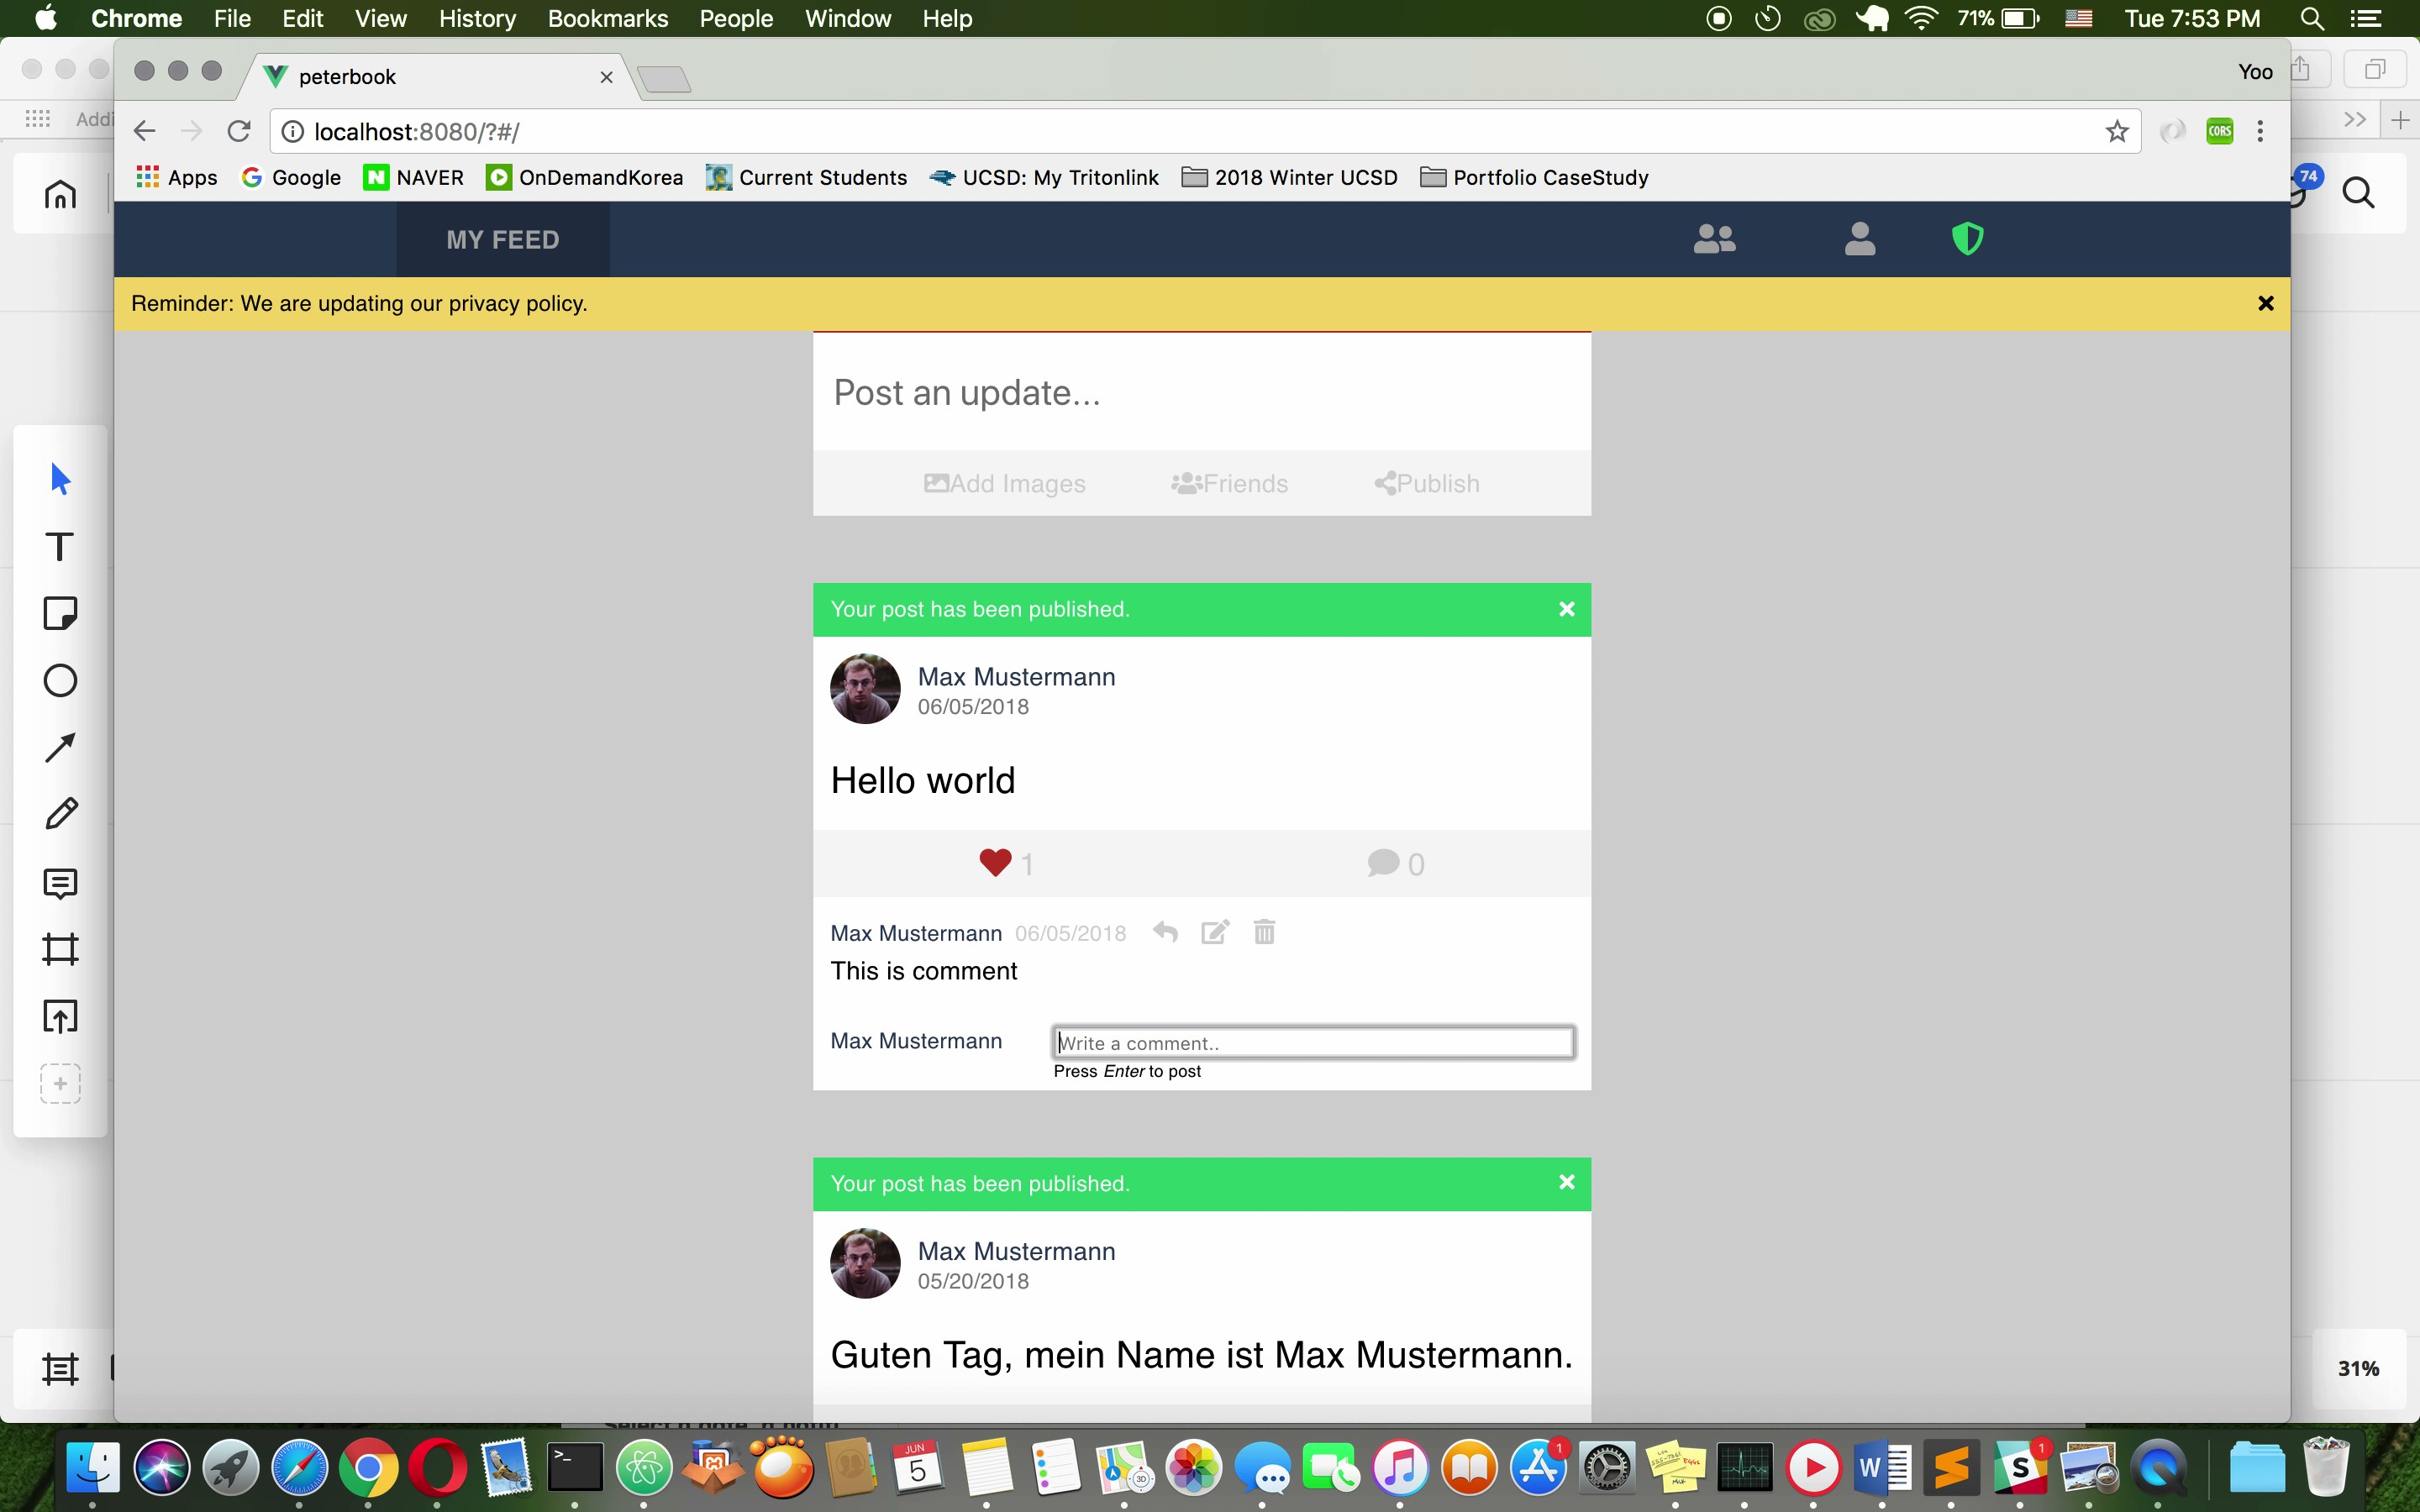 Chrome File Edit View History Bookmarks People Window Help 71% Tue 7:53 PM
peterbook
Yoo
Addi
localhost:8080/?#/
CORS
Apps Google NAVER OnDemandKorea Current Students UCSD: My Tritonlink 2018 Winter UCSD Portfolio CaseStudy
74
MY FEED
Reminder: We are updating our privacy policy.
Post an update...
Add Images Friends Publish
Your post has been published.
Max Mustermann
06/05/2018
Hello world
1 0
Max Mustermann 06/05/2018
This is comment
Max Mustermann Write a comment..
Press Enter to post
Your post has been published.
Max Mustermann
05/20/2018
Guten Tag, mein Name ist Max Mustermann.
31%
JUN
5
3D
1
1